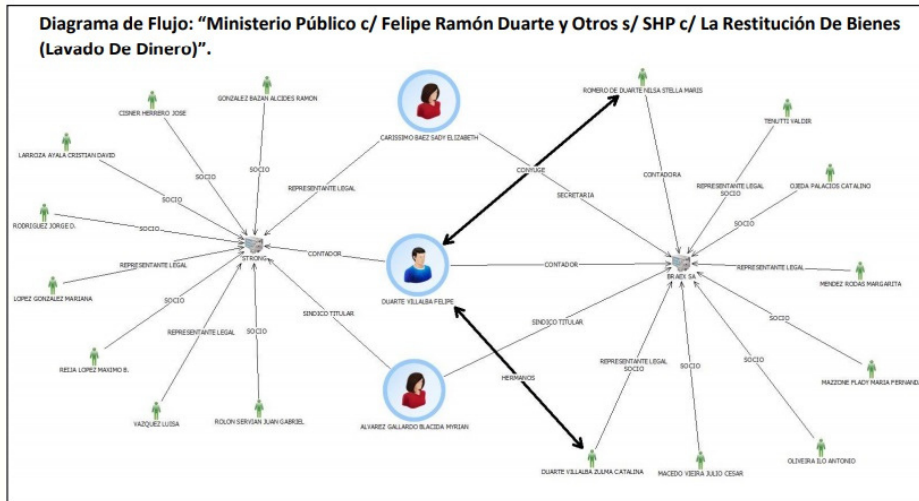 Diagrama de Flujo: “Ministerio Público c/ Felipe Ramón Duarte y Otros s/ SHP c/ La Restitución De Bienes
(Lavado De Dinero)”.
GONZALEZ BAZAN ALCIDES RAMON
CISNER HERRERO JOSE
LARROZA AYALA CRISTIAN DAVID
RODRIGUEZ JORGE D.
LOPEZ GONZALEZ MARIANA
REIJA LOPEZ MAXIMO B.
VAZQUEZ LUISA
ROLON SERVIAN JUAN GABRIEL
SOCIO
SOCIO
SOCIO
SOCIO
REPRESENTANTE LEGAL
SOCIO
REPRESENTANTE LEGAL
SOCIO
STRONG
REPRESENTANTE LEGAL
CONTADOR
SINDICO TITULAR
CARISSIMO BAEZ SADY ELIZABETH
DUARTE VILLALBA FELIPE
ALVAREZ GALLARDO BLACIDA MYRIAN
CONYUGE
SECRETARIA
CONTADOR
SINDICO TITULAR
HERMANOS
ROMERO DE DUARTE NILSA STELLA MARIS
TENUTTI VALDIR
OJEDA PALACIOS CATALINO
MENDEZ RODAS MARGARITA
MAZZONE FLADY MARIA FERNANDA
OLIVEIRA ILO ANTONIO
MACEDO VIEIRA JULIO CESAR
DUARTE VILLALBA ZULMA CATALINA
CONTADORA
REPRESENTANTE LEGAL
SOCIO
SOCIO
REPRESENTANTE LEGAL
SOCIO
SOCIO
SOCIO
REPRESENTANTE LEGAL
SOCIO
BRAEX SA